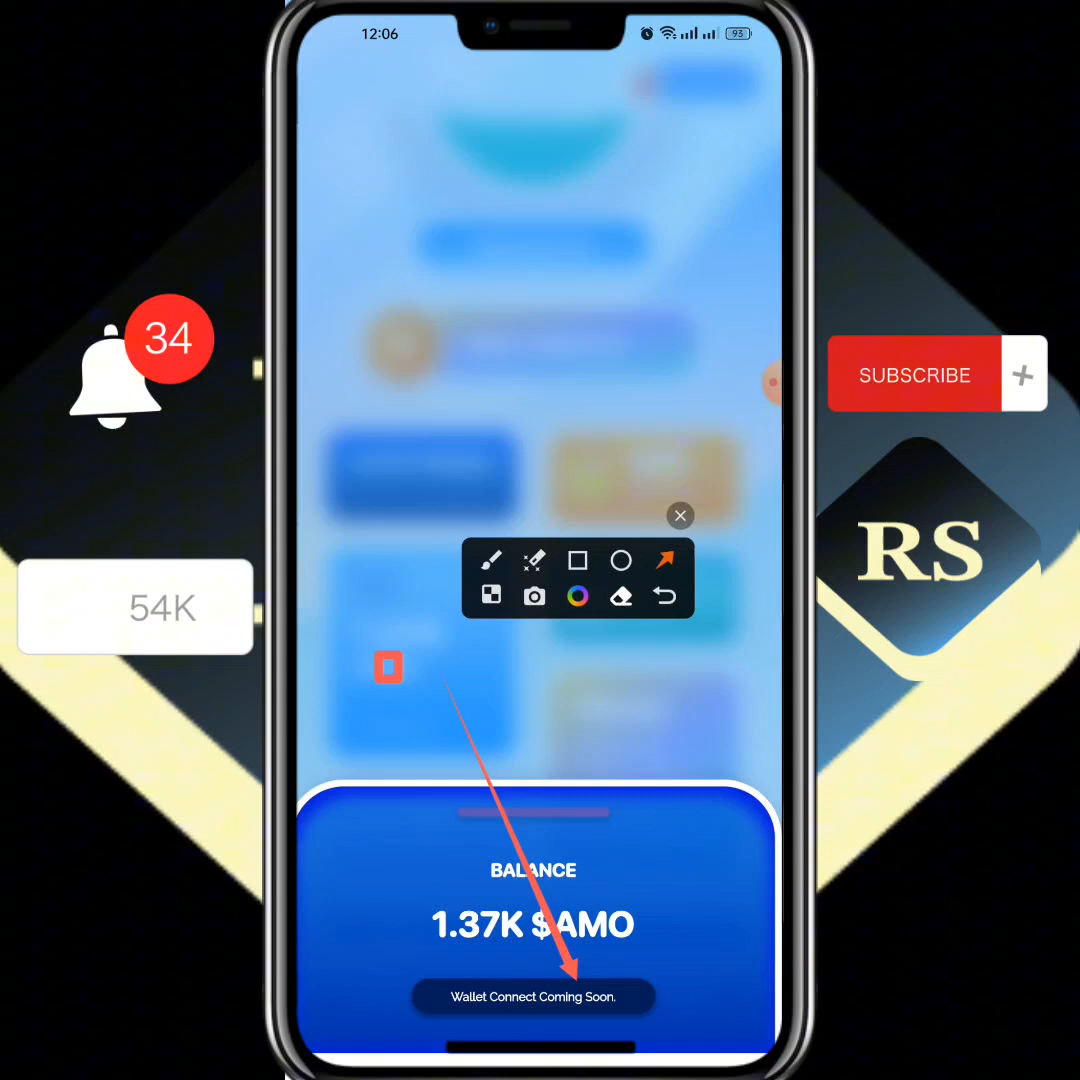 12:06
93
34
SUBSCRIBE
54K
RS
BALANCE
1.37K $AMO
Wallet Connect Coming Soon.